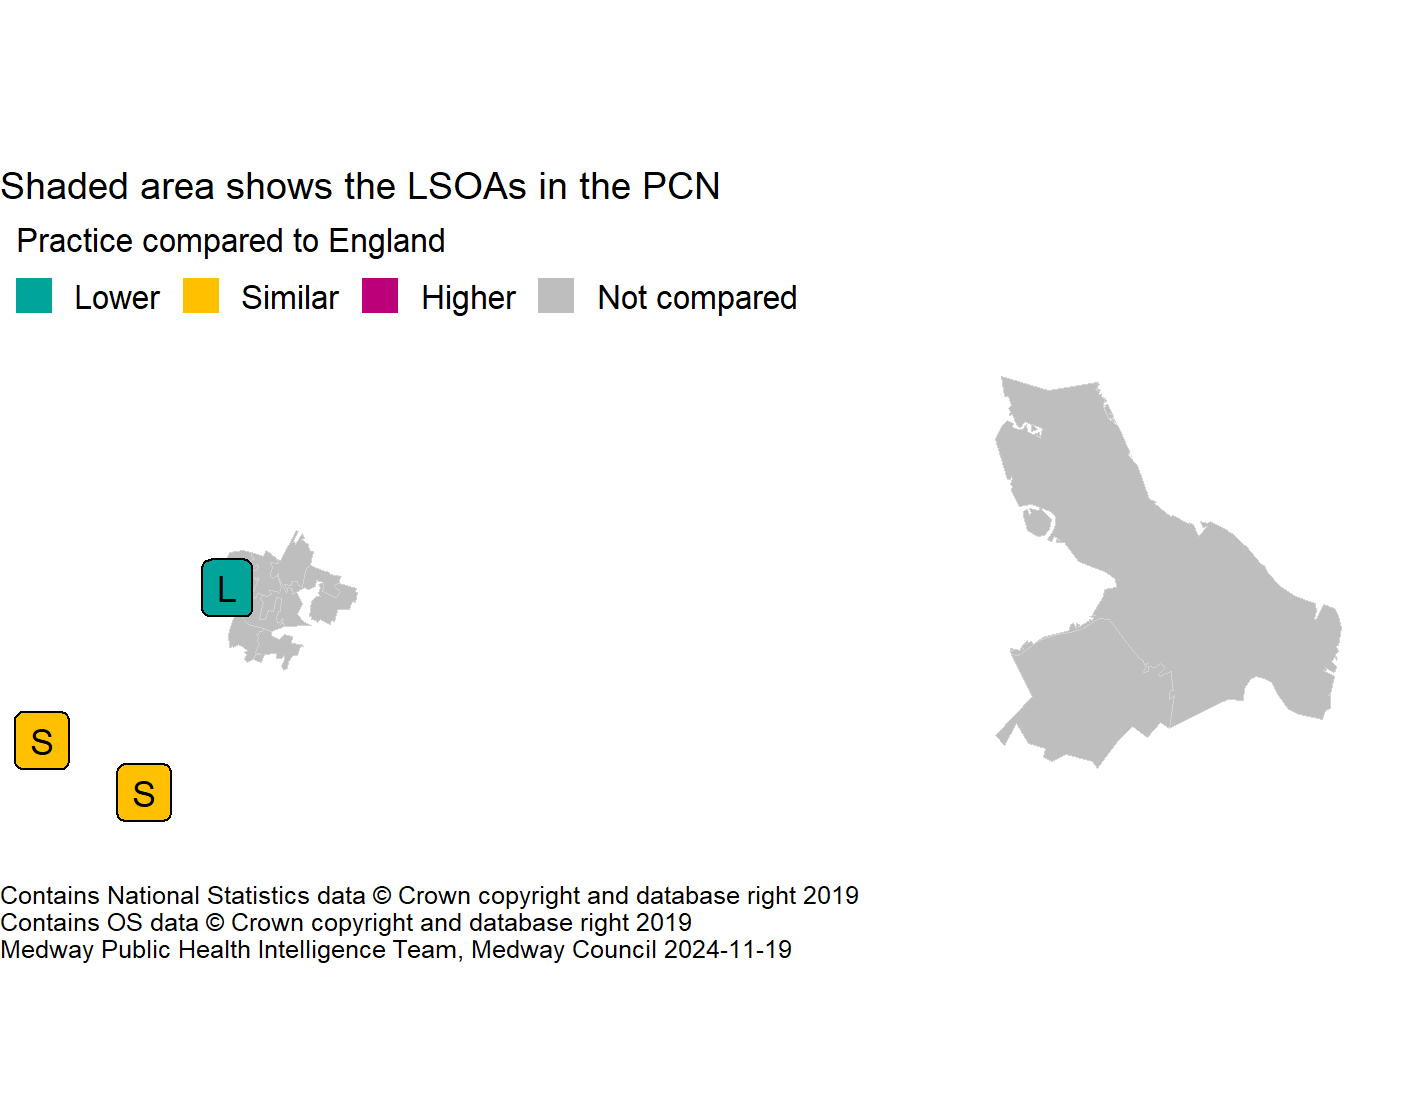 Shaded area shows the LSOAs in the PCN
Practice compared to England
Lower Similar Higher Not compared
L
S
S
Contains National Statistics data © Crown copyright and database right 2019
Contains OS data © Crown copyright and database right 2019
Medway Public Health Intelligence Team, Medway Council 2024-11-19